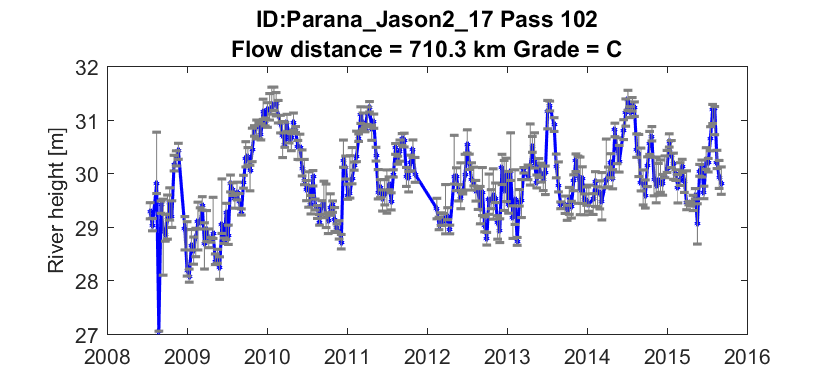 ID:Parana_Jason2_17 Pass 102
Flow distance = 710.3 km Grade = C
River height [m]
32
31
30
29
28
27
2008 2009 2010 2011 2012 2013 2014 2015 2016